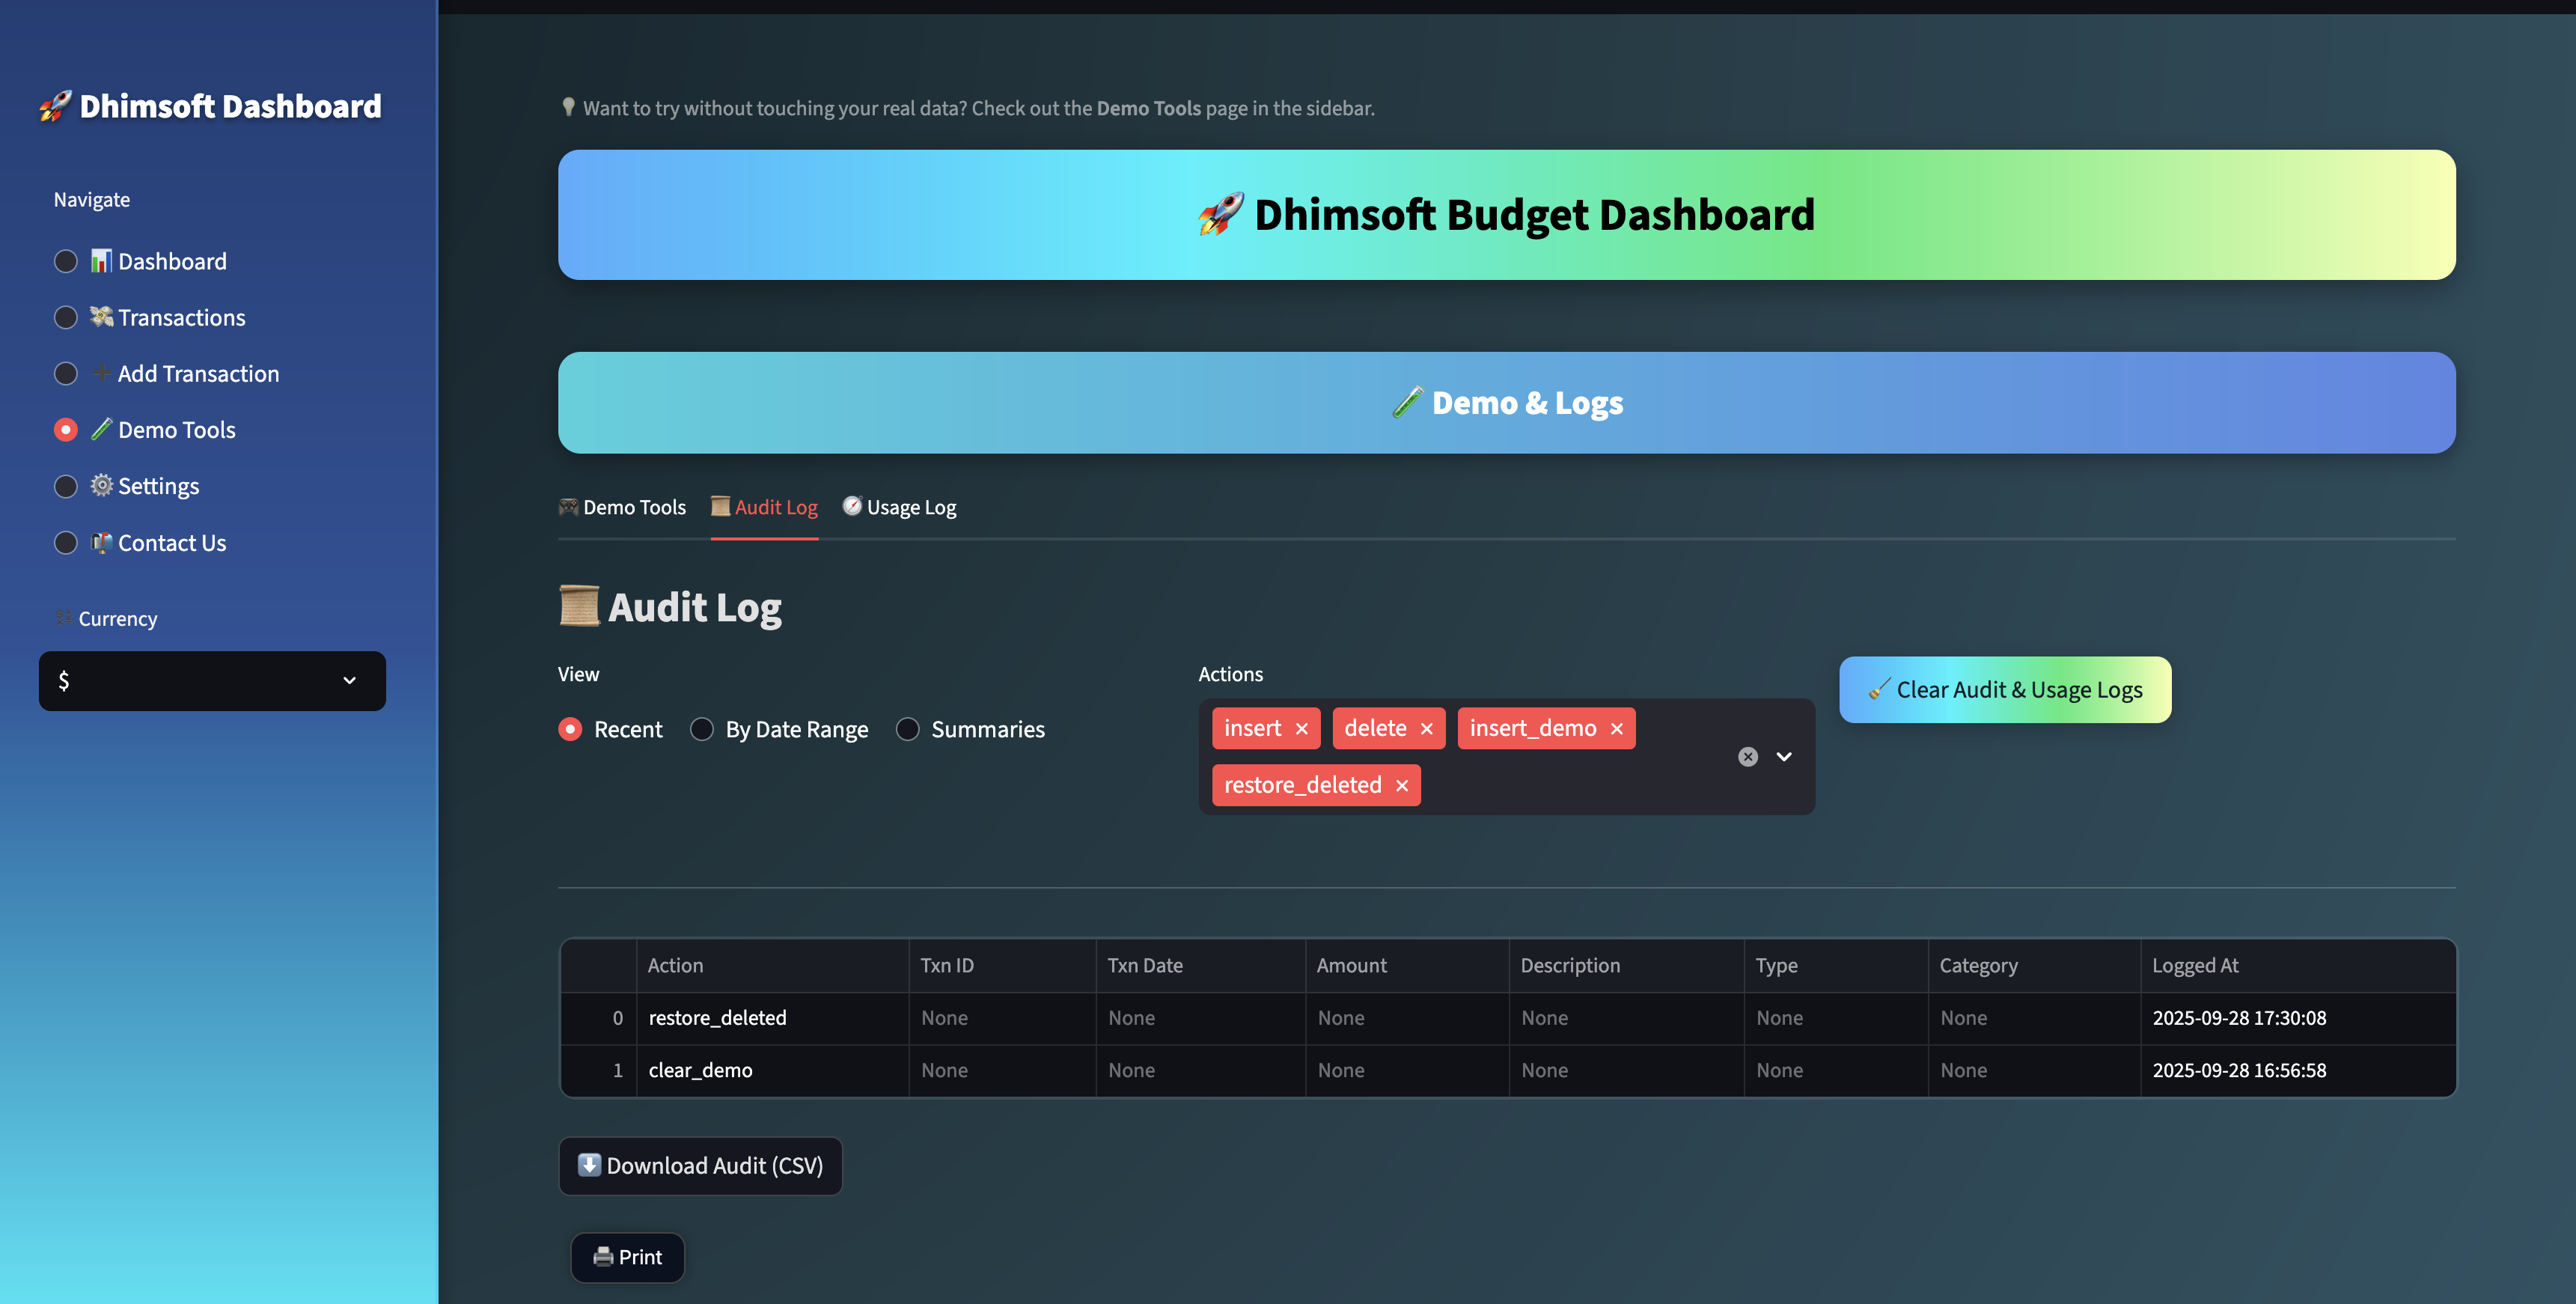 🚀 Dhimsoft Dashboard
Navigate
📊 Dashboard
💸 Transactions
➕ Add Transaction
🧪 Demo Tools
⚙️ Settings
📬 Contact Us
💱 Currency
$
💡 Want to try without touching your real data? Check out the Demo Tools page in the sidebar.
🚀 Dhimsoft Budget Dashboard
🧪 Demo & Logs
🎮 Demo Tools 📜 Audit Log 🧭 Usage Log
📜 Audit Log
View
Recent By Date Range Summaries
Actions
insert × delete × insert_demo ×
restore_deleted ×
🧹 Clear Audit & Usage Logs
Action Txn ID Txn Date Amount Description Type Category Logged At
0 restore_deleted None None None None None None 2025-09-28 17:30:08
1 clear_demo None None None None None None 2025-09-28 16:56:58
⬇️ Download Audit (CSV)
🖨️ Print